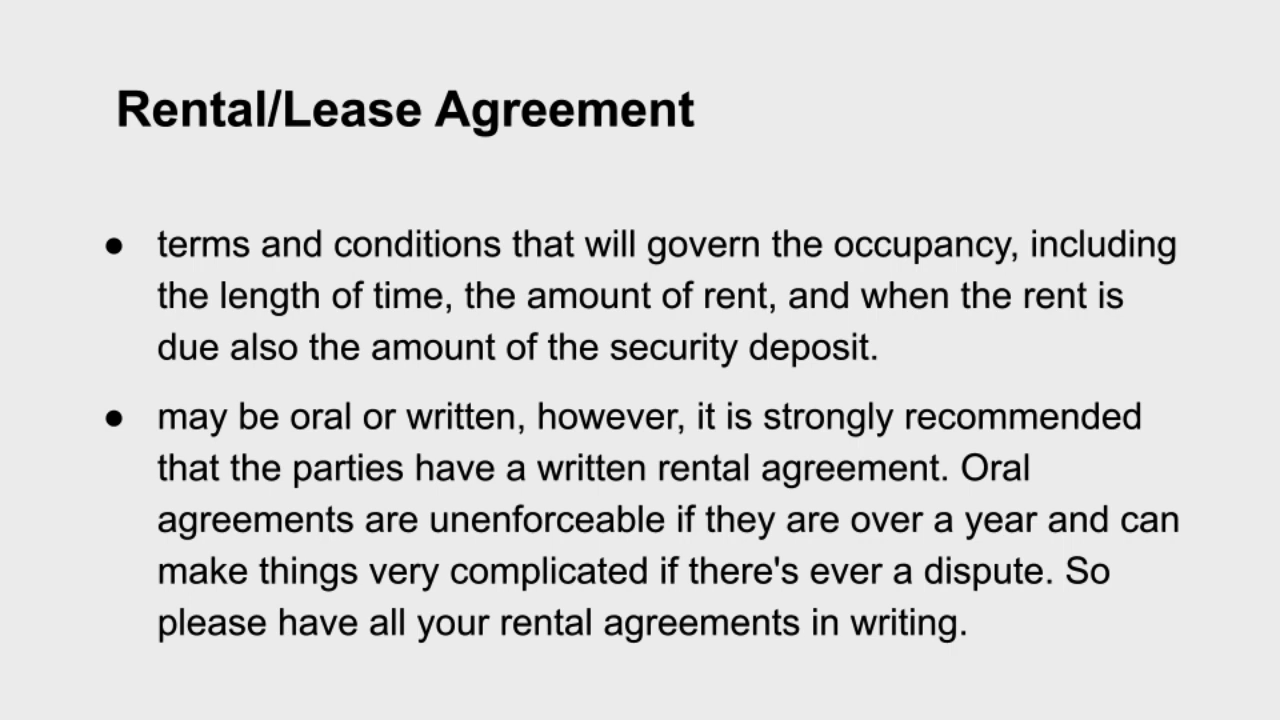 Rental/Lease Agreement
● terms and conditions that will govern the occupancy, including
the length of time, the amount of rent, and when the rent is
due also the amount of the security deposit.
● may be oral or written, however, it is strongly recommended
that the parties have a written rental agreement. Oral
agreements are unenforceable if they are over a year and can
make things very complicated if there's ever a dispute. So
please have all your rental agreements in writing.